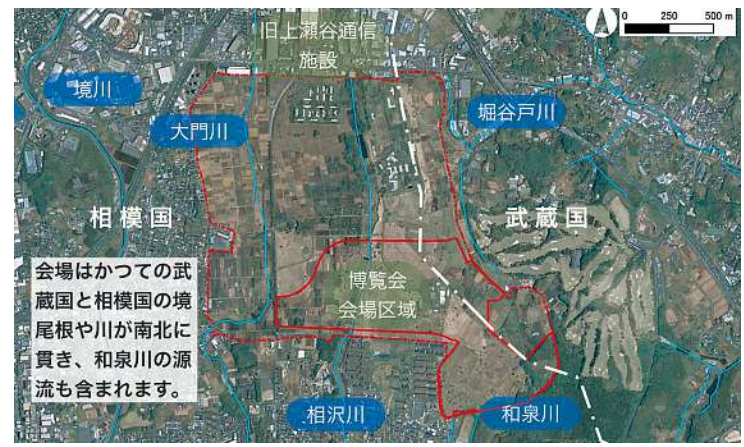 旧上瀬谷通信
施設
0 250 500 m
境川
大門川
堀谷戸川
相模国
武蔵国
会場はかつての武
蔵国と相模国の境
尾根や川が南北に
貫き、和泉川の源
流も含まれます。
博覧会
会場区域
相沢川
和泉川